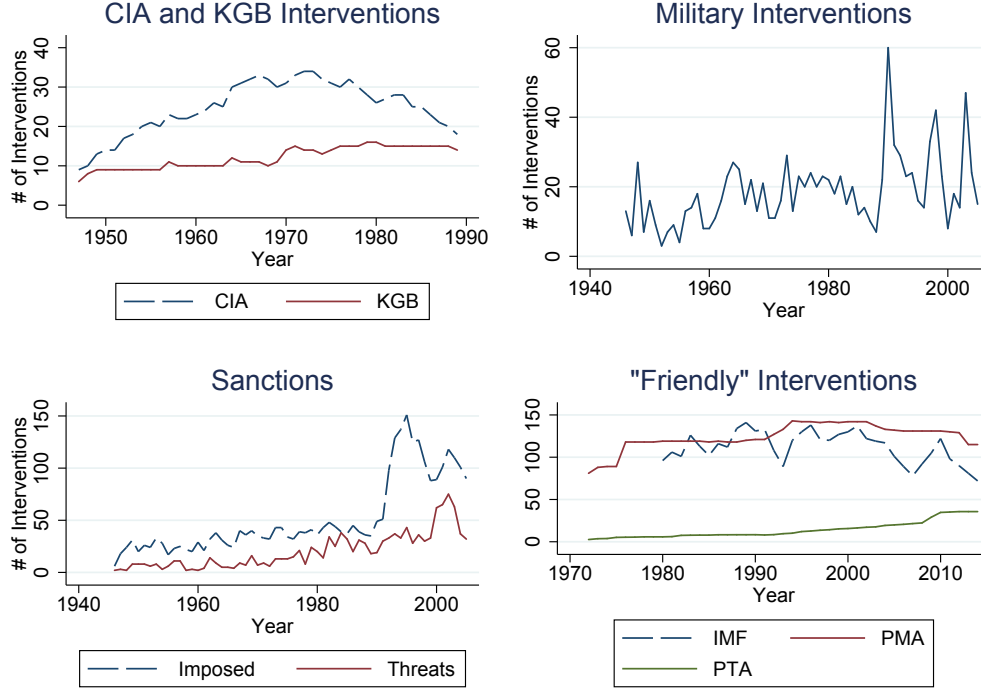 CIA and KGB Interventions
# of Interventions
40
30
20
10
0
1950 1960 1970 1980 1990
Year
CIA KGB
Military Interventions
# of Interventions
60
40
20
0
1940 1960 1980 2000
Year
Sanctions
# of Interventions
150
100
50
0
1940 1960 1980 2000
Year
Imposed Threats
"Friendly" Interventions
# of Interventions
150
100
50
0
1970 1980 1990 2000 2010
Year
IMF PMA
PTA